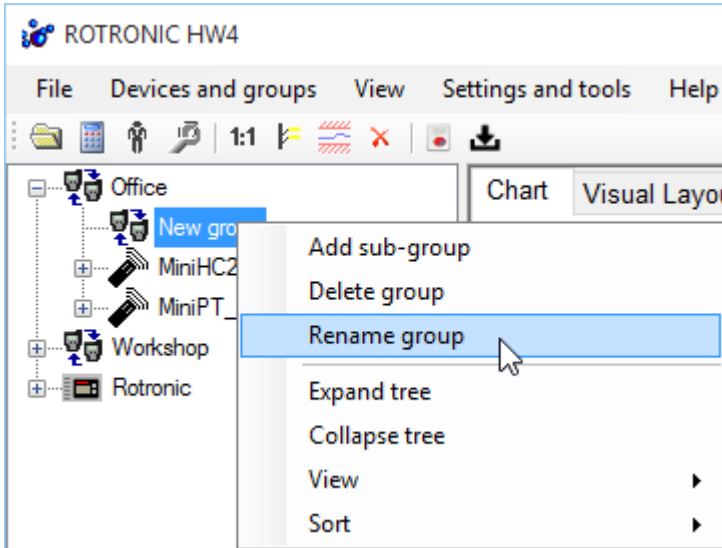 ROTRONIC HW4
File Devices and groups View Settings and tools Help
1:1
Office
Chart Visual Layou
New gro
Add sub-group
MiniHC2
Delete group
MiniPT_
Rename group
Workshop
Rotronic
Expand tree
Collapse tree
View
Sort